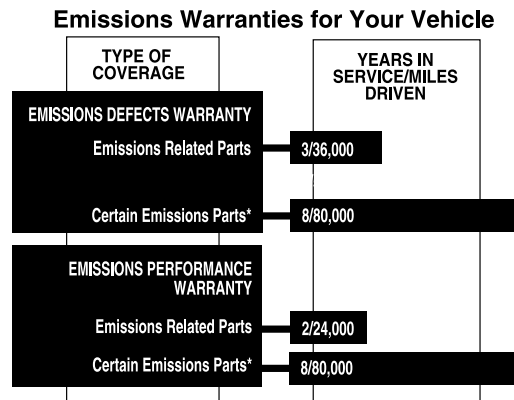 Emissions Warranties for Your Vehicle
TYPE OF
COVERAGE
YEARS IN
SERVICE/MILES
DRIVEN
EMISSIONS DEFECTS WARRANTY
Emissions Related Parts
3/36,000
Certain Emissions Parts*
8/80,000
EMISSIONS PERFORMANCE
WARRANTY
Emissions Related Parts
2/24,000
Certain Emissions Parts*
8/80,000